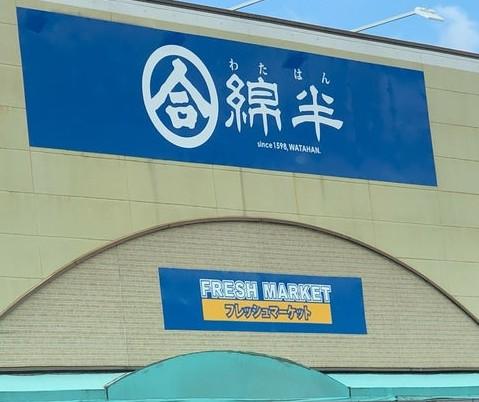 わたはん
合 綿半
since 1598, WATAHAN.
FRESH MARKET
フレッシュマーケット